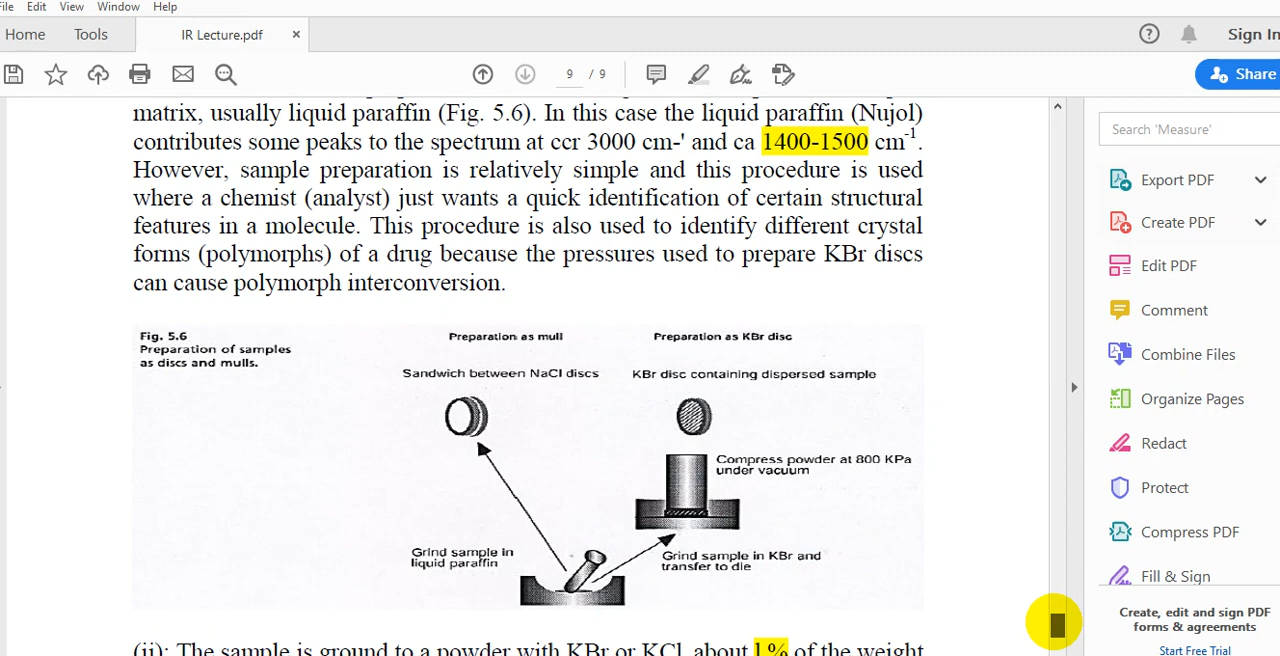 File Edit View Window Help
Home Tools IR Lecture.pdf × Sign In
9 / 9 Share
matrix, usually liquid paraffin (Fig. 5.6). In this case the liquid paraffin (Nujol)
contributes some peaks to the spectrum at ccr 3000 cm-' and ca 1400-1500 cm-1.
However, sample preparation is relatively simple and this procedure is used
where a chemist (analyst) just wants a quick identification of certain structural
features in a molecule. This procedure is also used to identify different crystal
forms (polymorphs) of a drug because the pressures used to prepare KBr discs
can cause polymorph interconversion.
Fig. 5.6
Preparation of samples
as discs and mulls.
Preparation as mull
Preparation as KBr disc
Sandwich between NaCl discs
KBr disc containing dispersed sample
Compress powder at 800 KPa
under vacuum
Grind sample in
liquid paraffin
Grind sample in KBr and
transfer to die
(ii): The sample is ground to a powder with KBr or KCl, about 1% of the weight
Search 'Measure'
Export PDF
Create PDF
Edit PDF
Comment
Combine Files
Organize Pages
Redact
Protect
Compress PDF
Fill & Sign
Create, edit and sign PDF
forms & agreements
Start Free Trial